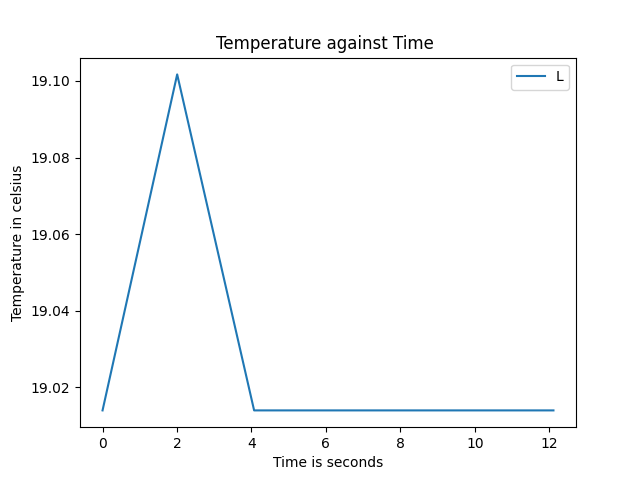 Temperature against Time
L
19.10
19.08
19.06
19.04
19.02
Temperature in celsius
0 2 4 6 8 10 12
Time is seconds